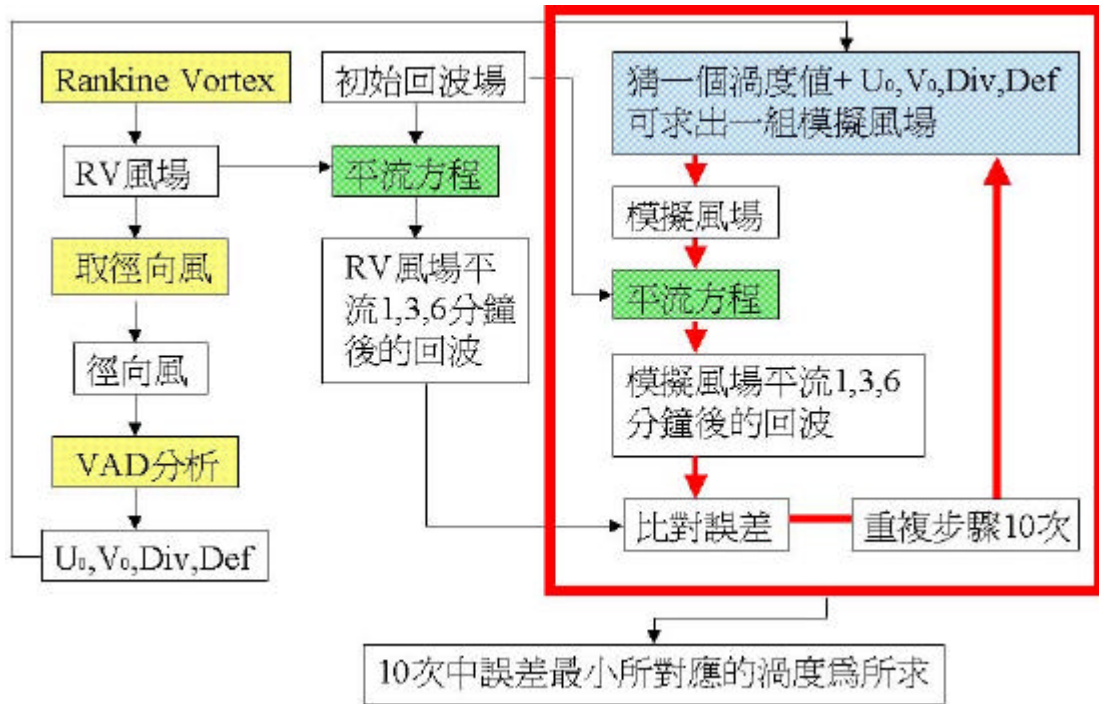 Rankine Vortex
RV風場
取徑向風
徑向風
VAD分析
U₀,V₀,Div,Def
初始回波場
平流方程
RV風場平
流1,3,6分鐘
後的回波
猜一個渦度值+ U₀,V₀,Div,Def
可求出一組模擬風場
模擬風場
平流方程
模擬風場平流1,3,6
分鐘後的回波
比對誤差
重複步驟10次
10次中誤差最小所對應的渦度為所求